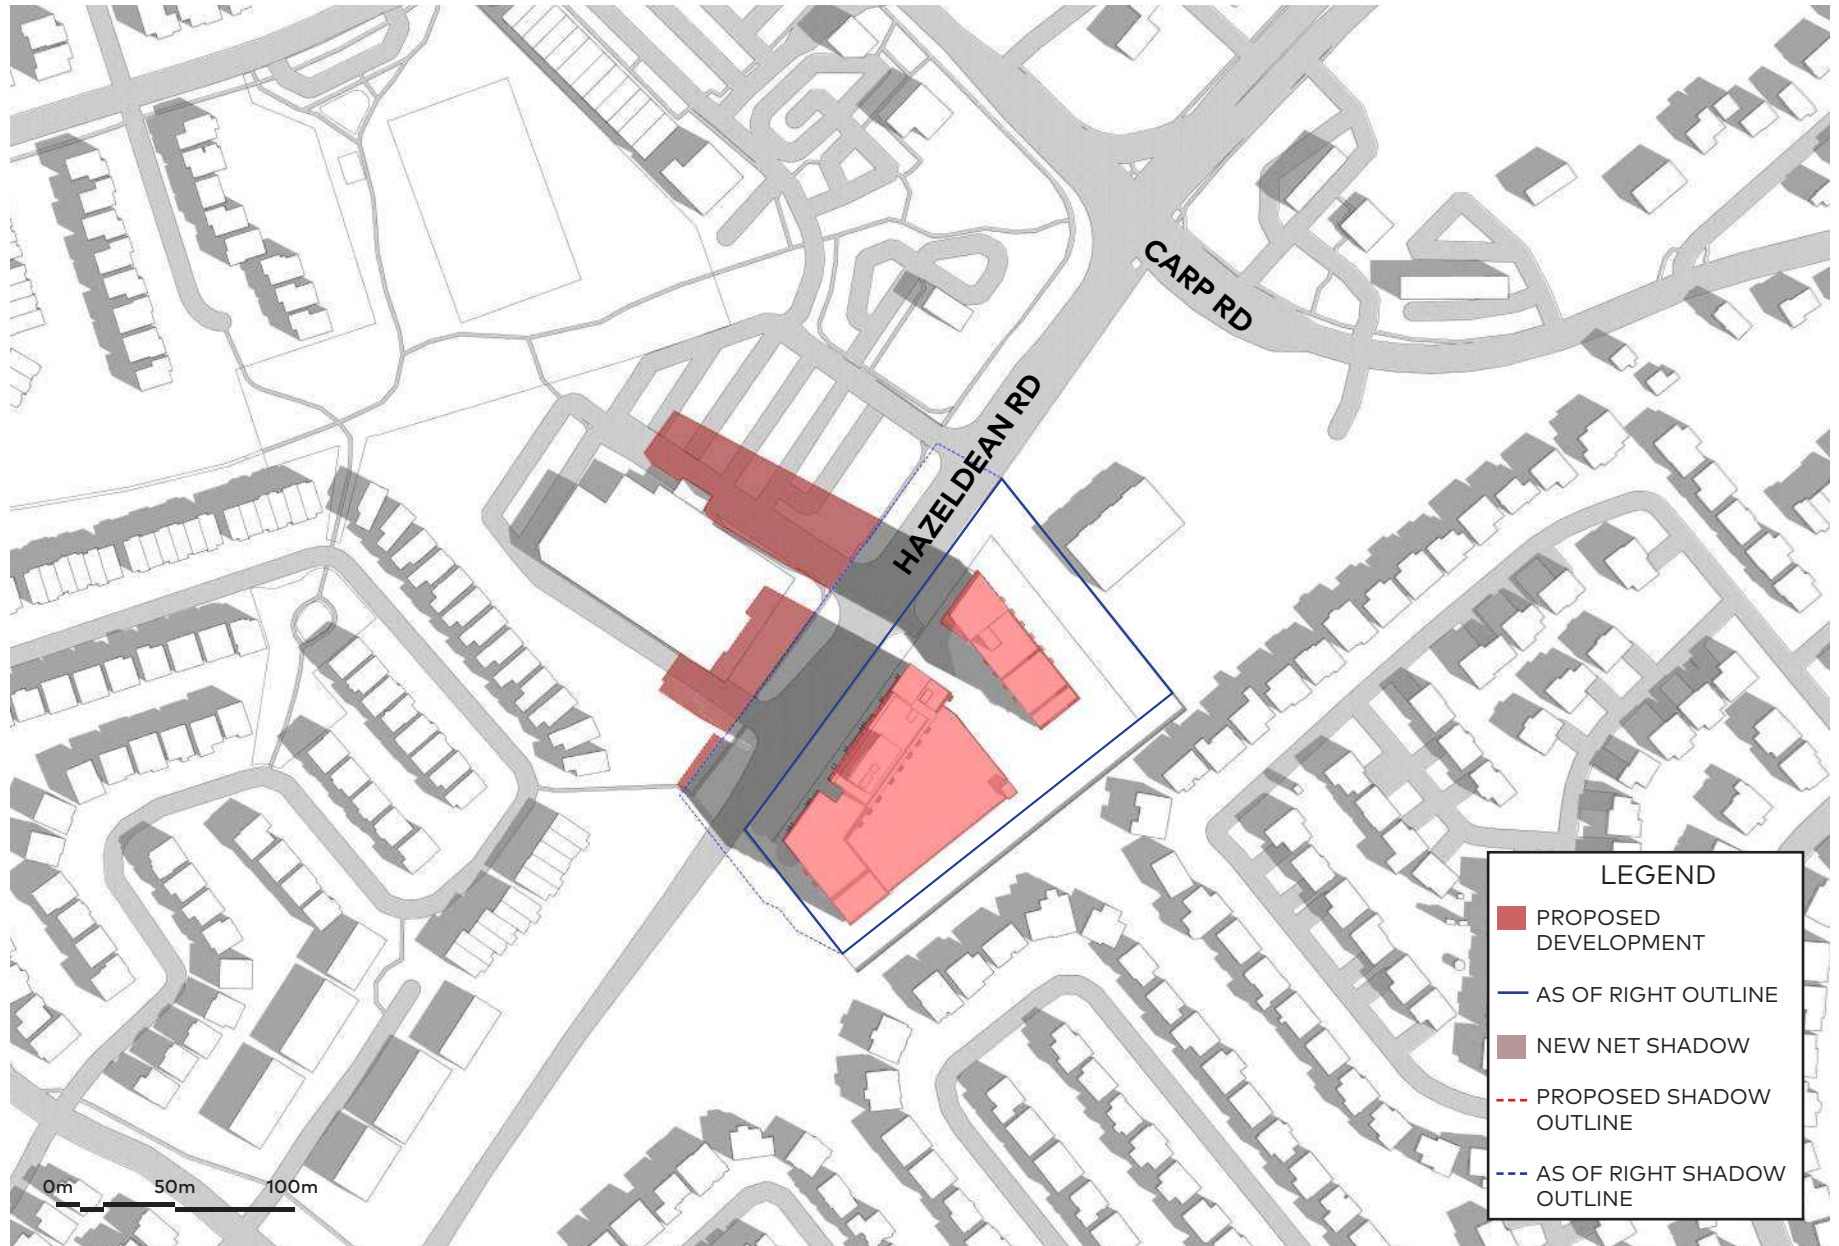 CARP RD
HAZELDEAN RD
LEGEND
PROPOSED
DEVELOPMENT
AS OF RIGHT OUTLINE
NEW NET SHADOW
PROPOSED SHADOW
OUTLINE
AS OF RIGHT SHADOW
OUTLINE
0m 50m 100m